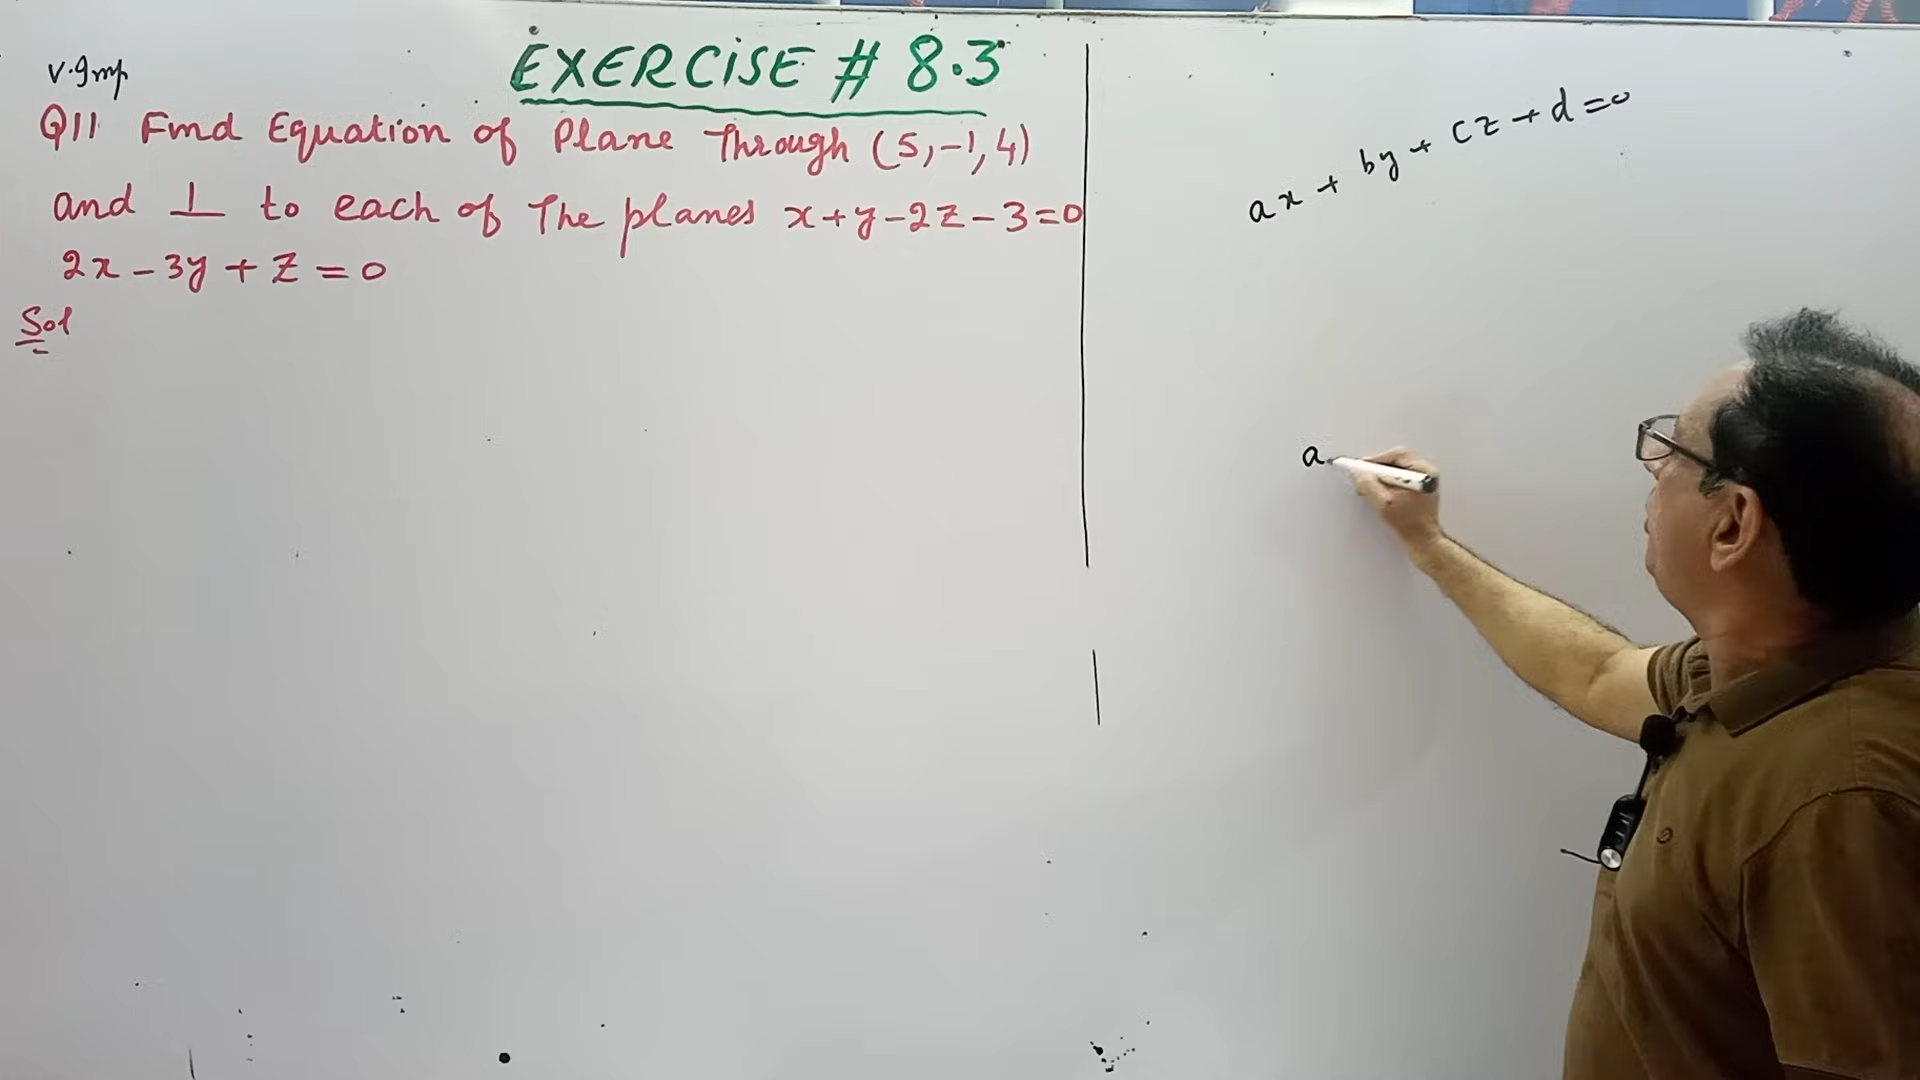 EXERCISE # 8.3
V.Imp
Q11 Find Equation of Plane Through (5,-1,4)
and ⊥ to each of The planes x+y-2z-3=0
2x-3y+z=0
Sol
ax + by + cz + d = 0
a